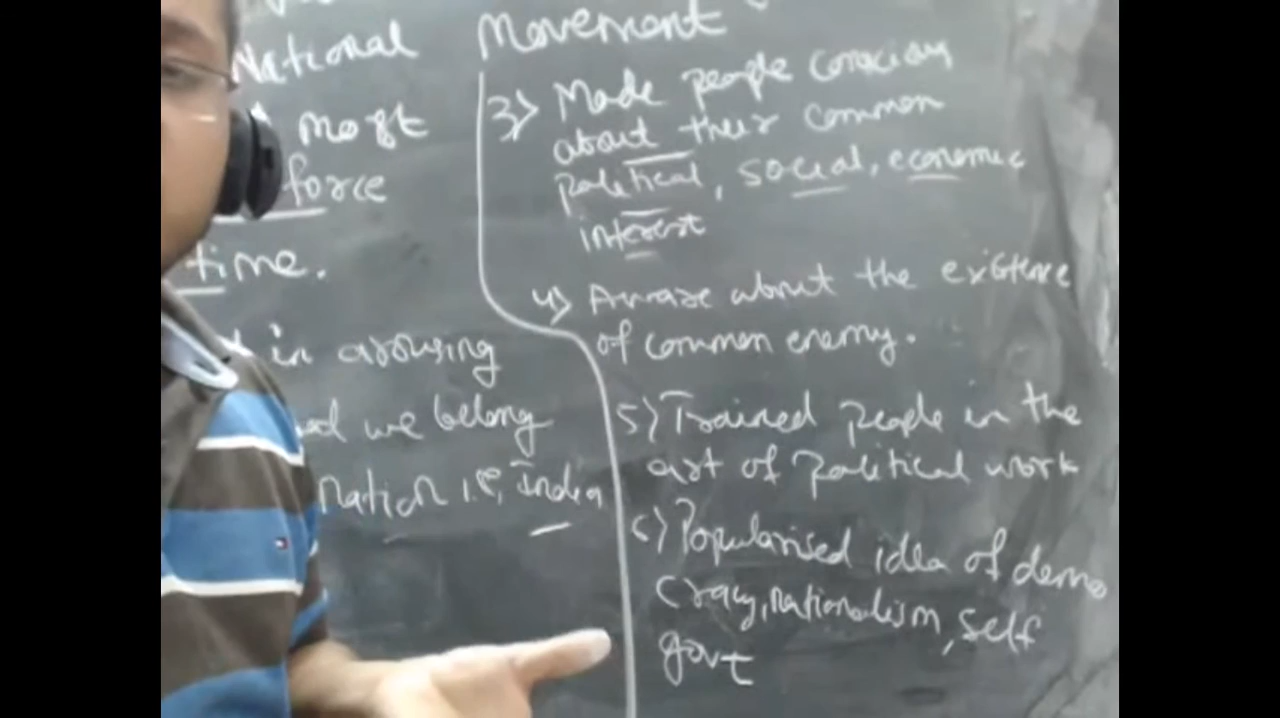 National Movement
most
force
time.
in arousing
we belong
nation i.e, India
3) Made people conscious
about their common
political, social, economic
interest
4) Aware about the existence
of common enemy.
5) Trained people in the
art of political work
6) Popularised idea of demo
cracy, nationalism, self
govt